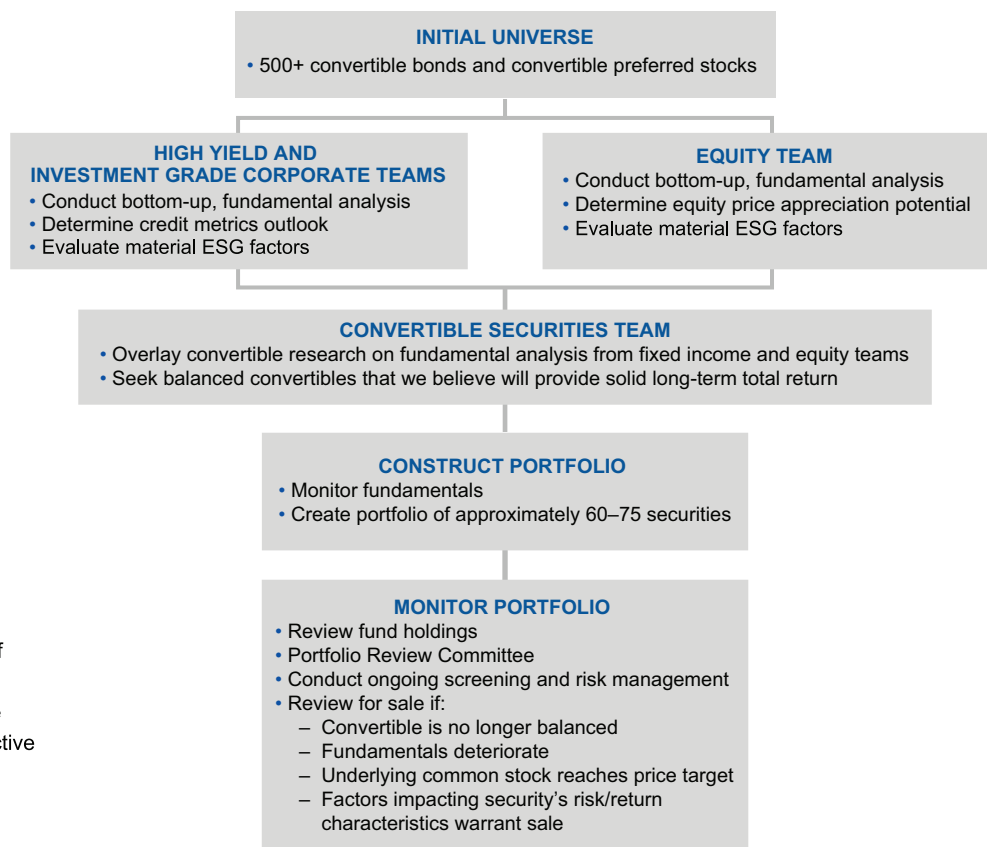 INITIAL UNIVERSE
• 500+ convertible bonds and convertible preferred stocks
HIGH YIELD AND
INVESTMENT GRADE CORPORATE TEAMS
• Conduct bottom-up, fundamental analysis
• Determine credit metrics outlook
• Evaluate material ESG factors
EQUITY TEAM
• Conduct bottom-up, fundamental analysis
• Determine equity price appreciation potential
• Evaluate material ESG factors
CONVERTIBLE SECURITIES TEAM
• Overlay convertible research on fundamental analysis from fixed income and equity teams
• Seek balanced convertibles that we believe will provide solid long-term total return
CONSTRUCT PORTFOLIO
• Monitor fundamentals
• Create portfolio of approximately 60–75 securities
MONITOR PORTFOLIO
• Review fund holdings
• Portfolio Review Committee
• Conduct ongoing screening and risk management
• Review for sale if:
– Convertible is no longer balanced
– Fundamentals deteriorate
– Underlying common stock reaches price target
– Factors impacting security's risk/return
characteristics warrant sale